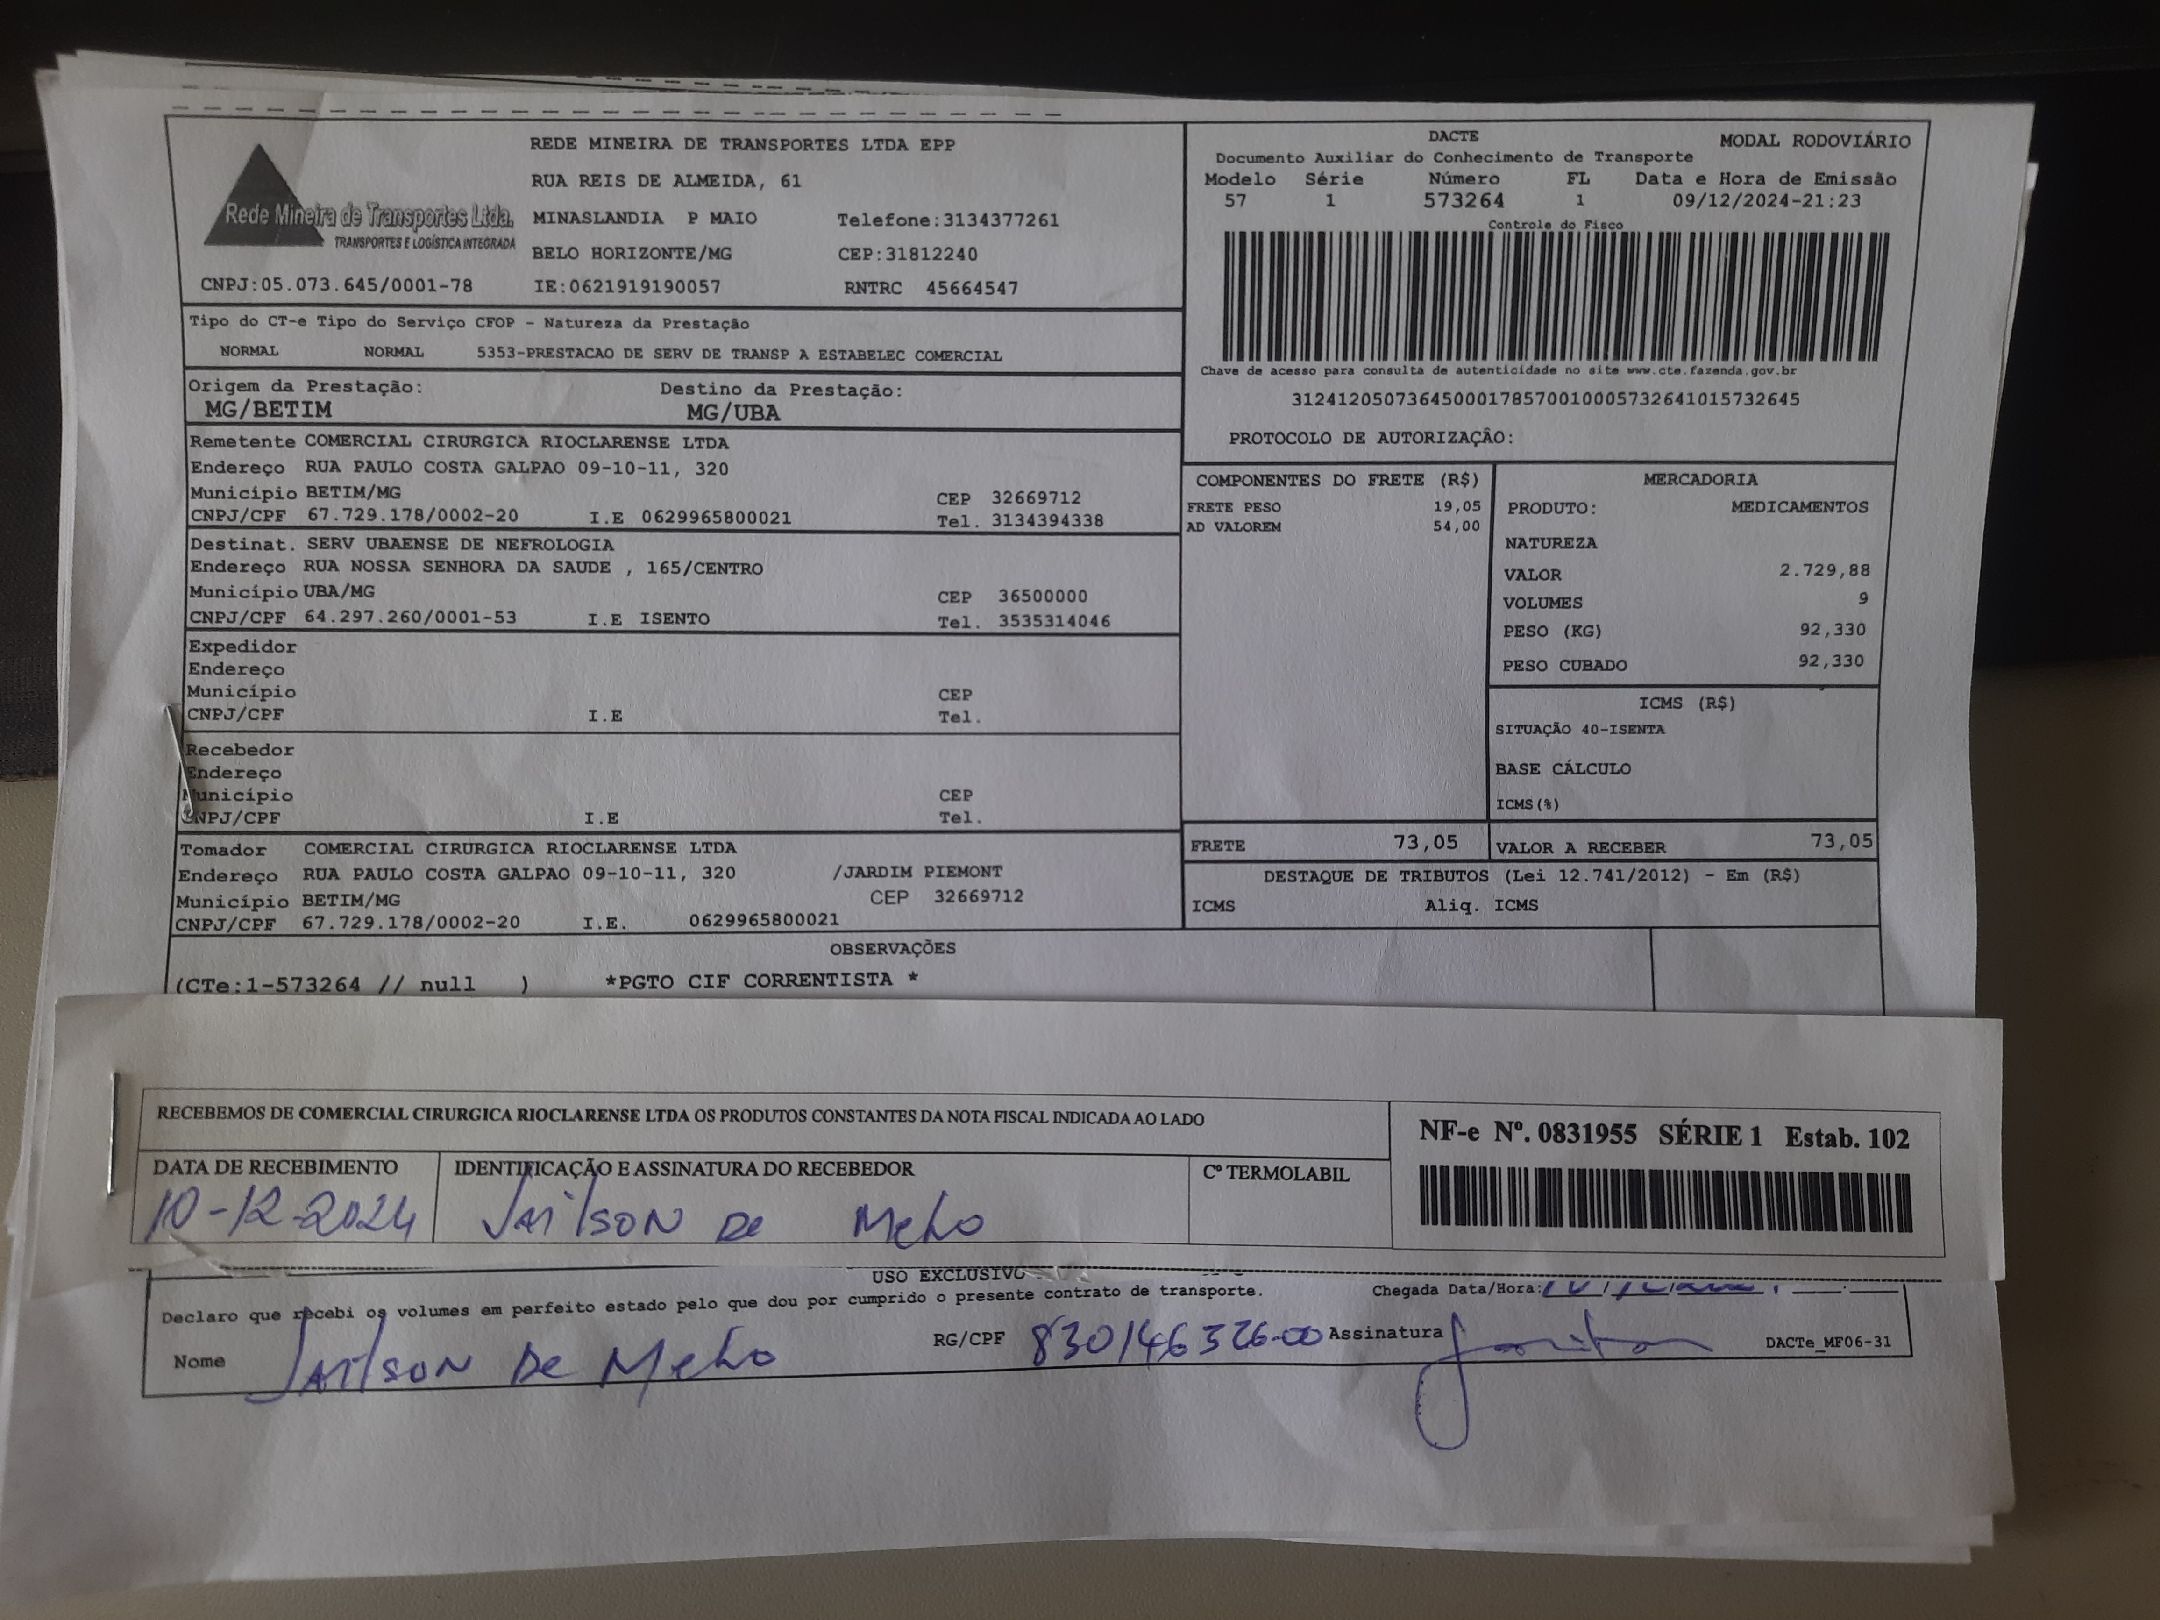 REDE MINEIRA DE TRANSPORTES LTDA EPP
RUA REIS DE ALMEIDA, 61
Rede Mineira de Transportes Ltda.
TRANSPORTES E LOGÍSTICA INTEGRADA
MINASLANDIA P MAIO Telefone:3134377261
BELO HORIZONTE/MG CEP:31812240
CNPJ:05.073.645/0001-78 IE:0621919190057 RNTRC 45664547
DACTE MODAL RODOVIÁRIO
Documento Auxiliar do Conhecimento de Transporte
Modelo Série Número FL Data e Hora de Emissão
57 1 573264 1 09/12/2024-21:23
Controle do Fisco
Chave de acesso para consulta de autenticidade no site www.cte.fazenda.gov.br
31241205073645000178570010005732641015732645
PROTOCOLO DE AUTORIZAÇÃO:
Tipo do CT-e Tipo do Serviço CFOP - Natureza da Prestação
NORMAL NORMAL 5353-PRESTACAO DE SERV DE TRANSP A ESTABELEC COMERCIAL
Origem da Prestação: Destino da Prestação:
MG/BETIM MG/UBA
Remetente COMERCIAL CIRURGICA RIOCLARENSE LTDA
Endereço RUA PAULO COSTA GALPAO 09-10-11, 320
Município BETIM/MG CEP 32669712
CNPJ/CPF 67.729.178/0002-20 I.E 0629965800021 Tel. 3134394338
Destinat. SERV UBAENSE DE NEFROLOGIA
Endereço RUA NOSSA SENHORA DA SAUDE , 165/CENTRO
Município UBA/MG CEP 36500000
CNPJ/CPF 64.297.260/0001-53 I.E ISENTO Tel. 3535314046
Expedidor
Endereço
Município CEP
CNPJ/CPF I.E Tel.
Recebedor
Endereço
Município CEP
CNPJ/CPF I.E Tel.
Tomador COMERCIAL CIRURGICA RIOCLARENSE LTDA
Endereço RUA PAULO COSTA GALPAO 09-10-11, 320 /JARDIM PIEMONT
Município BETIM/MG CEP 32669712
CNPJ/CPF 67.729.178/0002-20 I.E. 0629965800021
COMPONENTES DO FRETE (R$)
FRETE PESO 19,05
AD VALOREM 54,00
MERCADORIA
PRODUTO: MEDICAMENTOS
NATUREZA
VALOR 2.729,88
VOLUMES 9
PESO (KG) 92,330
PESO CUBADO 92,330
ICMS (R$)
SITUAÇÃO 40-ISENTA
BASE CÁLCULO
ICMS(%)
FRETE 73,05 VALOR A RECEBER 73,05
DESTAQUE DE TRIBUTOS (Lei 12.741/2012) - Em (R$)
ICMS Aliq. ICMS
OBSERVAÇÕES
(CTe:1-573264 // null ) *PGTO CIF CORRENTISTA *
RECEBEMOS DE COMERCIAL CIRURGICA RIOCLARENSE LTDA OS PRODUTOS CONSTANTES DA NOTA FISCAL INDICADA AO LADO
NF-e Nº. 0831955 SÉRIE 1 Estab. 102
DATA DE RECEBIMENTO IDENTIFICAÇÃO E ASSINATURA DO RECEBEDOR Cº TERMOLABIL
10-12-2024 Jailson De Melo
USO EXCLUSIVO
Declaro que recebi os volumes em perfeito estado pelo que dou por cumprido o presente contrato de transporte. Chegada Data/Hora:
Nome Jailson De Melo RG/CPF 830146326-00 Assinatura DACTe_MF06-31